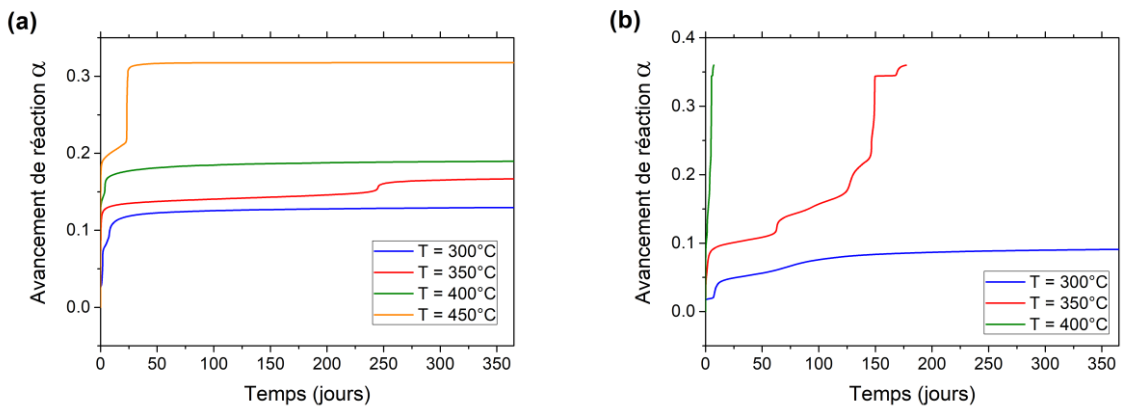 (a)
Avancement de réaction α
0.3
0.2
0.1
0.0
T = 300°C
T = 350°C
T = 400°C
T = 450°C
0 50 100 150 200 250 300 350
Temps (jours)
(b)
Avancement de réaction α
0.4
0.3
0.2
0.1
0.0
T = 300°C
T = 350°C
T = 400°C
0 50 100 150 200 250 300 350
Temps (jours)